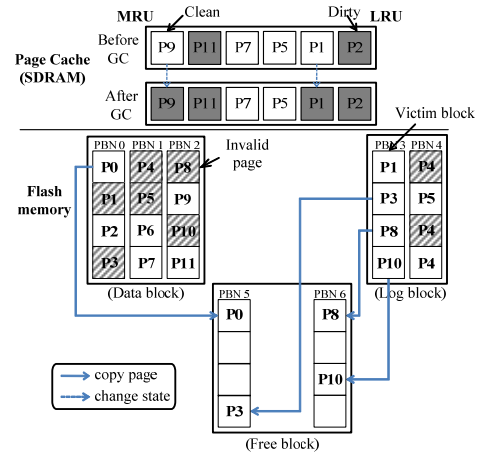 MRU Clean Dirty LRU
Before GC P9 P11 P7 P5 P1 P2
Page Cache (SDRAM)
After GC P9 P11 P7 P5 P1 P2
Victim block
PBN 0 PBN 1 PBN 2 Invalid page PBN 3 PBN 4
P0 P4 P8 P1 P4
Flash memory
P1 P5 P9 P3 P5
P2 P6 P10 P8 P4
P3 P7 P11 P10 P4
(Data block) (Log block)
PBN 5 PBN 6
P0 P8
P10
P3
copy page
change state
(Free block)